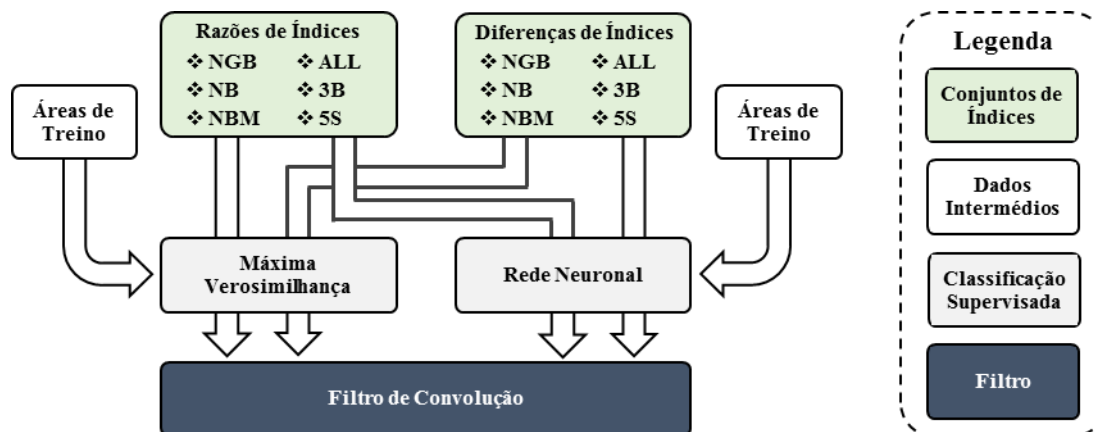 Razões de Índices
❖ NGB ❖ ALL
❖ NB ❖ 3B
❖ NBM ❖ 5S
Diferenças de Índices
❖ NGB ❖ ALL
❖ NB ❖ 3B
❖ NBM ❖ 5S
Áreas de
Treino
Áreas de
Treino
Máxima
Verosimilhança
Rede Neuronal
Filtro de Convolução
Legenda
Conjuntos de
Índices
Dados
Intermédios
Classificação
Supervisada
Filtro